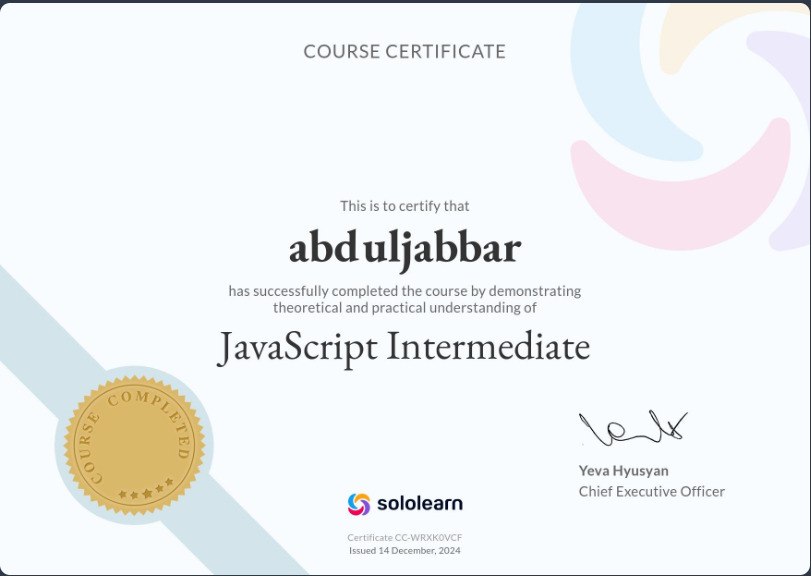 COURSE CERTIFICATE
This is to certify that
abduljabbar
has successfully completed the course by demonstrating
theoretical and practical understanding of
JavaScript Intermediate
COURSE COMPLETED
Yeva Hyusyan
Chief Executive Officer
sololearn
Certificate CC-WRXK0VCF
Issued 14 December, 2024